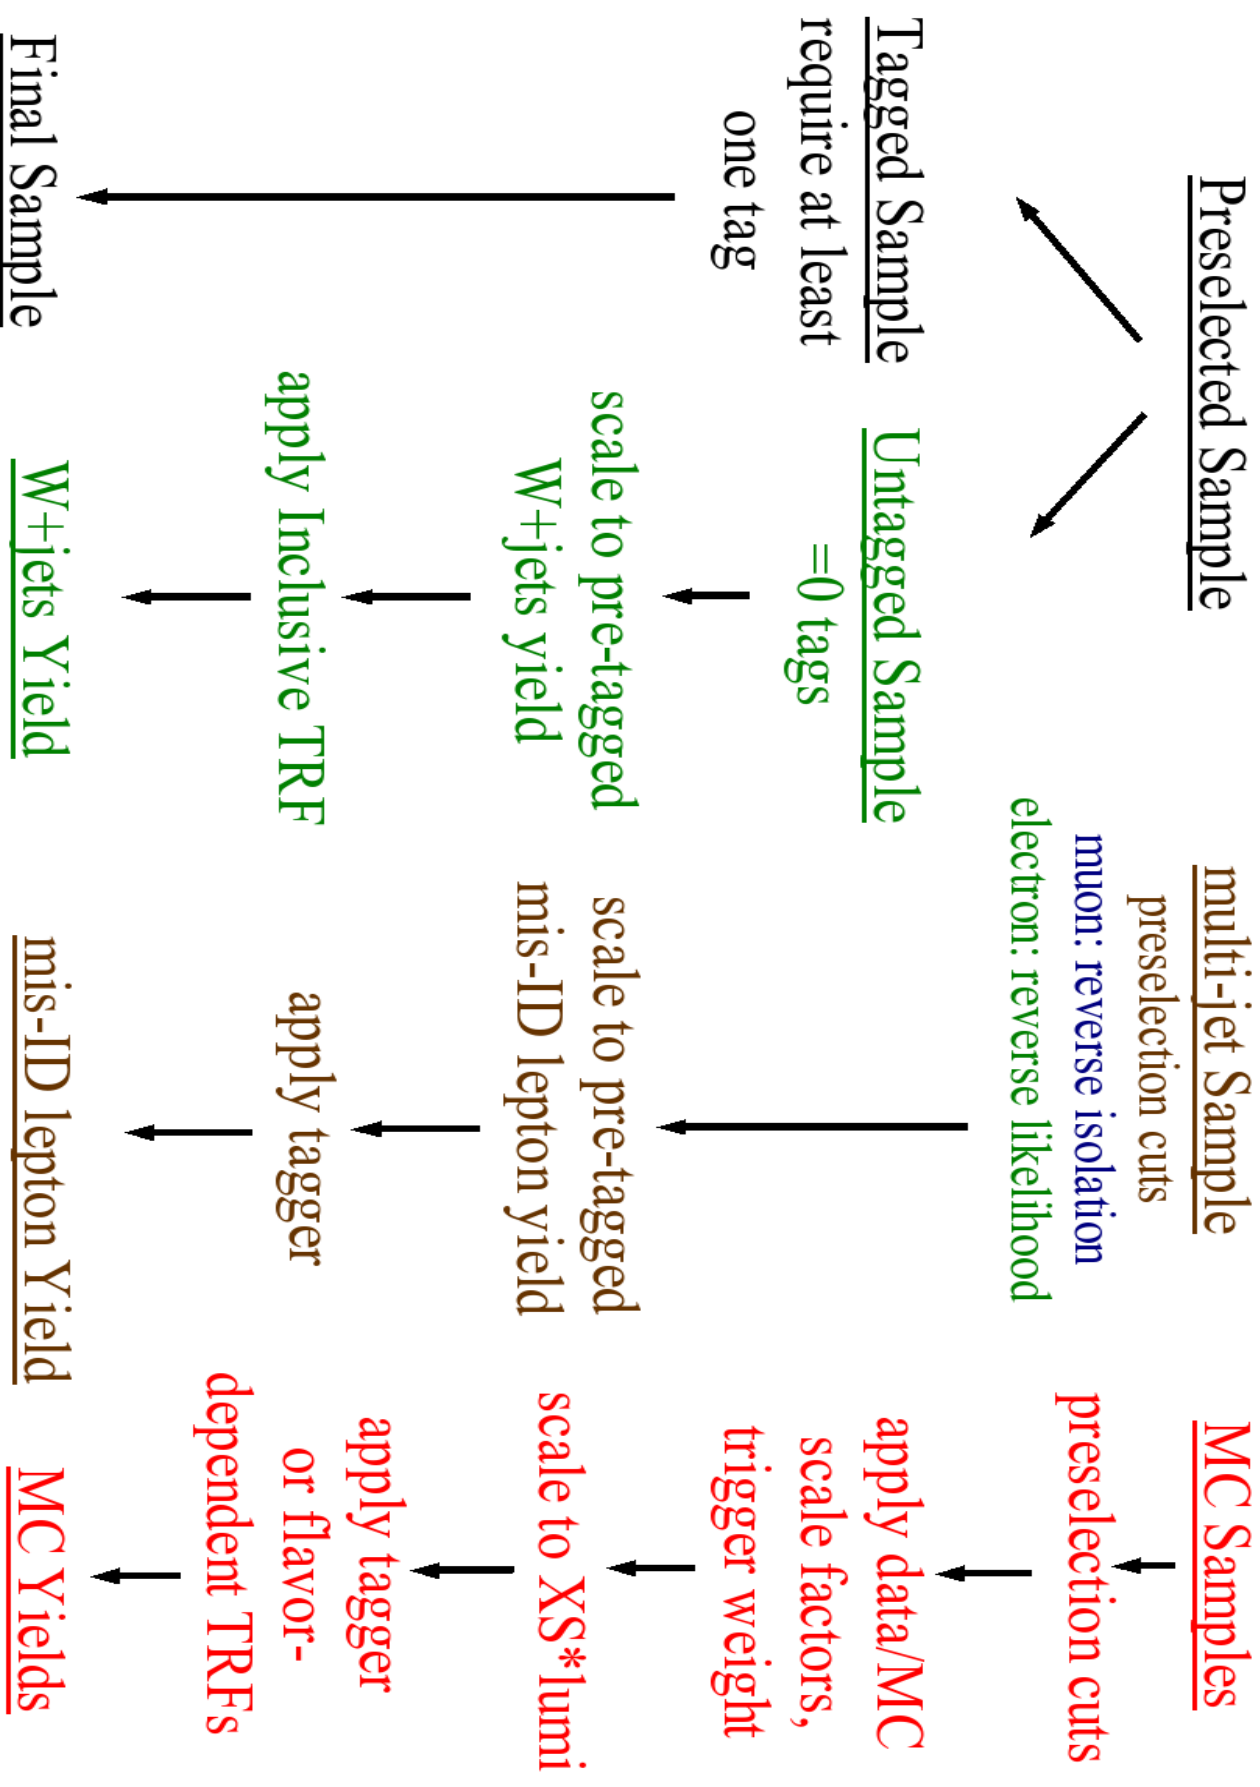 Preselected Sample
Tagged Sample
require at least
one tag
Final Sample
Untagged Sample
=0 tags
scale to pre-tagged
W+jets yield
apply Inclusive TRF
W+jets Yield
multi-jet Sample
preselection cuts
muon: reverse isolation
electron: reverse likelihood
scale to pre-tagged
mis-ID lepton yield
apply tagger
mis-ID lepton Yield
MC Samples
preselection cuts
apply data/MC
scale factors,
trigger weight
scale to XS*lumi
apply tagger
or flavor-
dependent TRFs
MC Yields